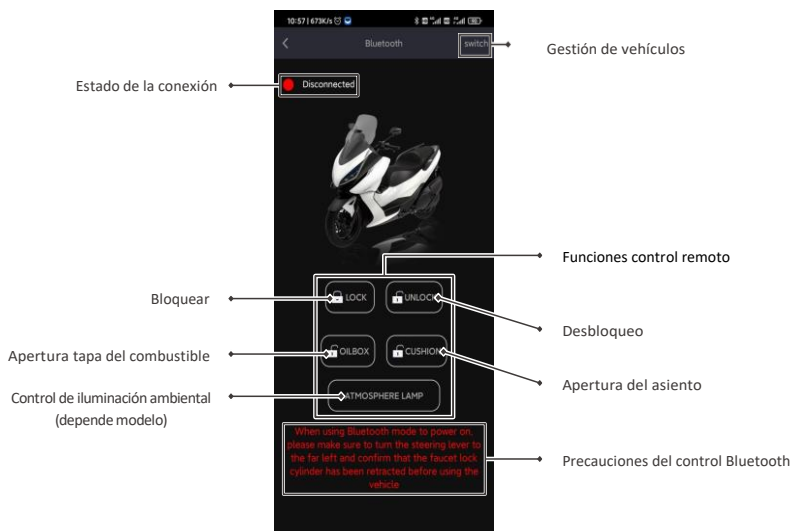 10:57 | 673K/s
Bluetooth
switch
Gestión de vehículos
Estado de la conexión
Disconnected
Funciones control remoto
Bloquear
LOCK
UNLOCK
Desbloqueo
Apertura tapa del combustible
OILBOX
CUSHION
Apertura del asiento
Control de iluminación ambiental
(depende modelo)
ATMOSPHERE LAMP
When using Bluetooth mode to power on,
please make sure to turn the steering lever to
the far left and confirm that the faucet lock
cylinder has been retracted before using the
vehicle
Precauciones del control Bluetooth